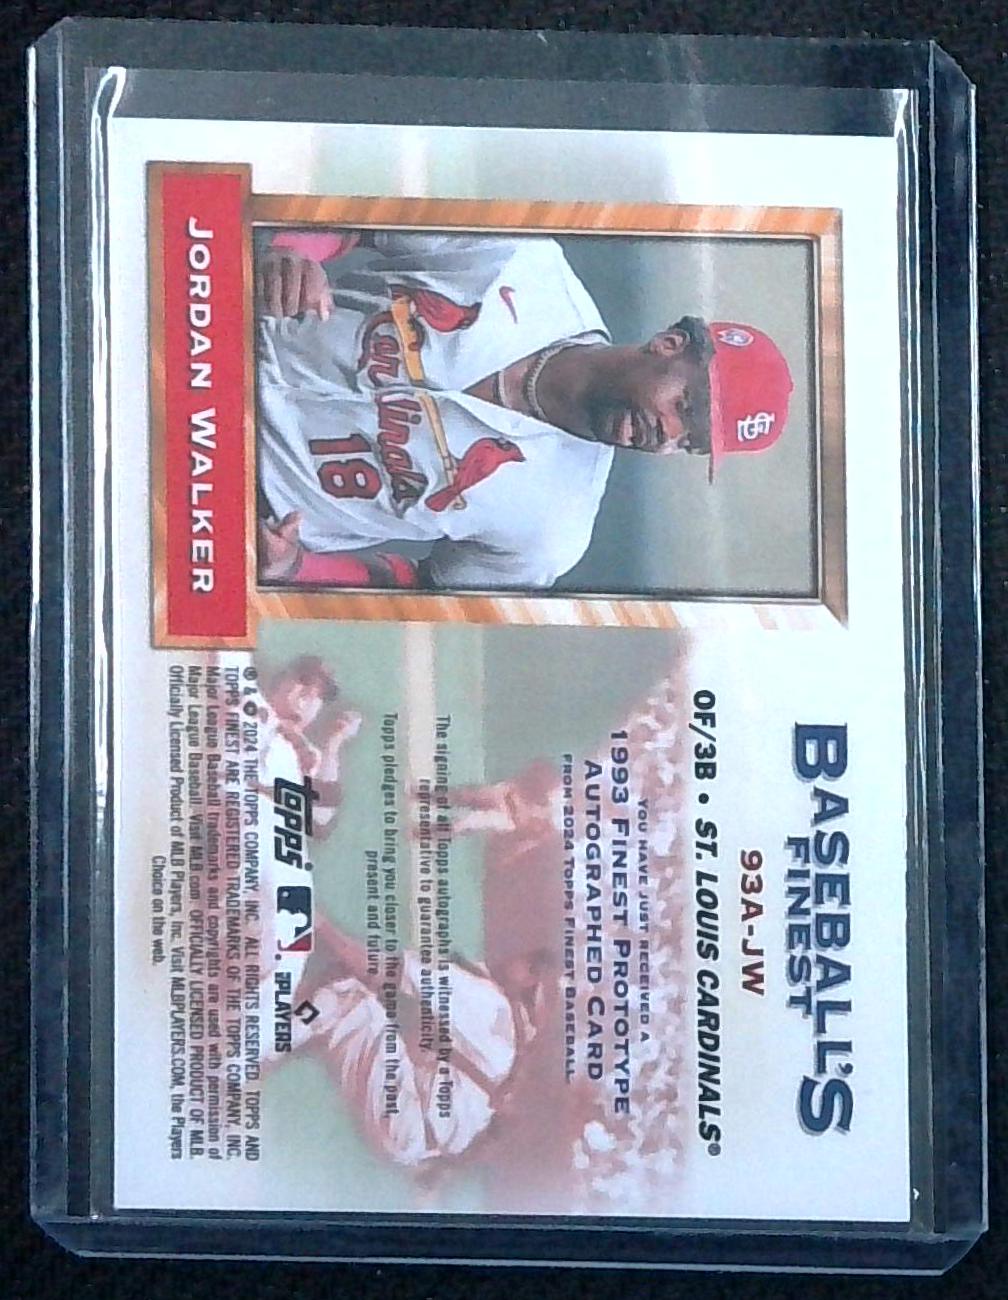 BASEBALL'S
FINEST
93A-JW
OF/3B • ST. LOUIS CARDINALS®
YOU HAVE JUST RECEIVED A
1993 FINEST PROTOTYPE
AUTOGRAPHED CARD
FROM 2024 TOPPS FINEST BASEBALL
The signing of all Topps autographs is witnessed by a Topps
representative to guarantee authenticity.
Topps pledges to bring you closer to the game from the past,
present and future
topps
PLAYERS
® & © 2024 THE TOPPS COMPANY, INC. ALL RIGHTS RESERVED. TOPPS AND
TOPPS FINEST ARE REGISTERED TRADEMARKS OF THE TOPPS COMPANY, INC.
Major League Baseball trademarks and copyrights are used with permission of
Major League Baseball. Visit MLB.com. OFFICIALLY LICENSED PRODUCT OF MLB
Officially Licensed Product of MLB Players, Inc. Visit MLBPLAYERS.COM, the Players
Choice on the web.
STL
Cardinals
18
JORDAN WALKER